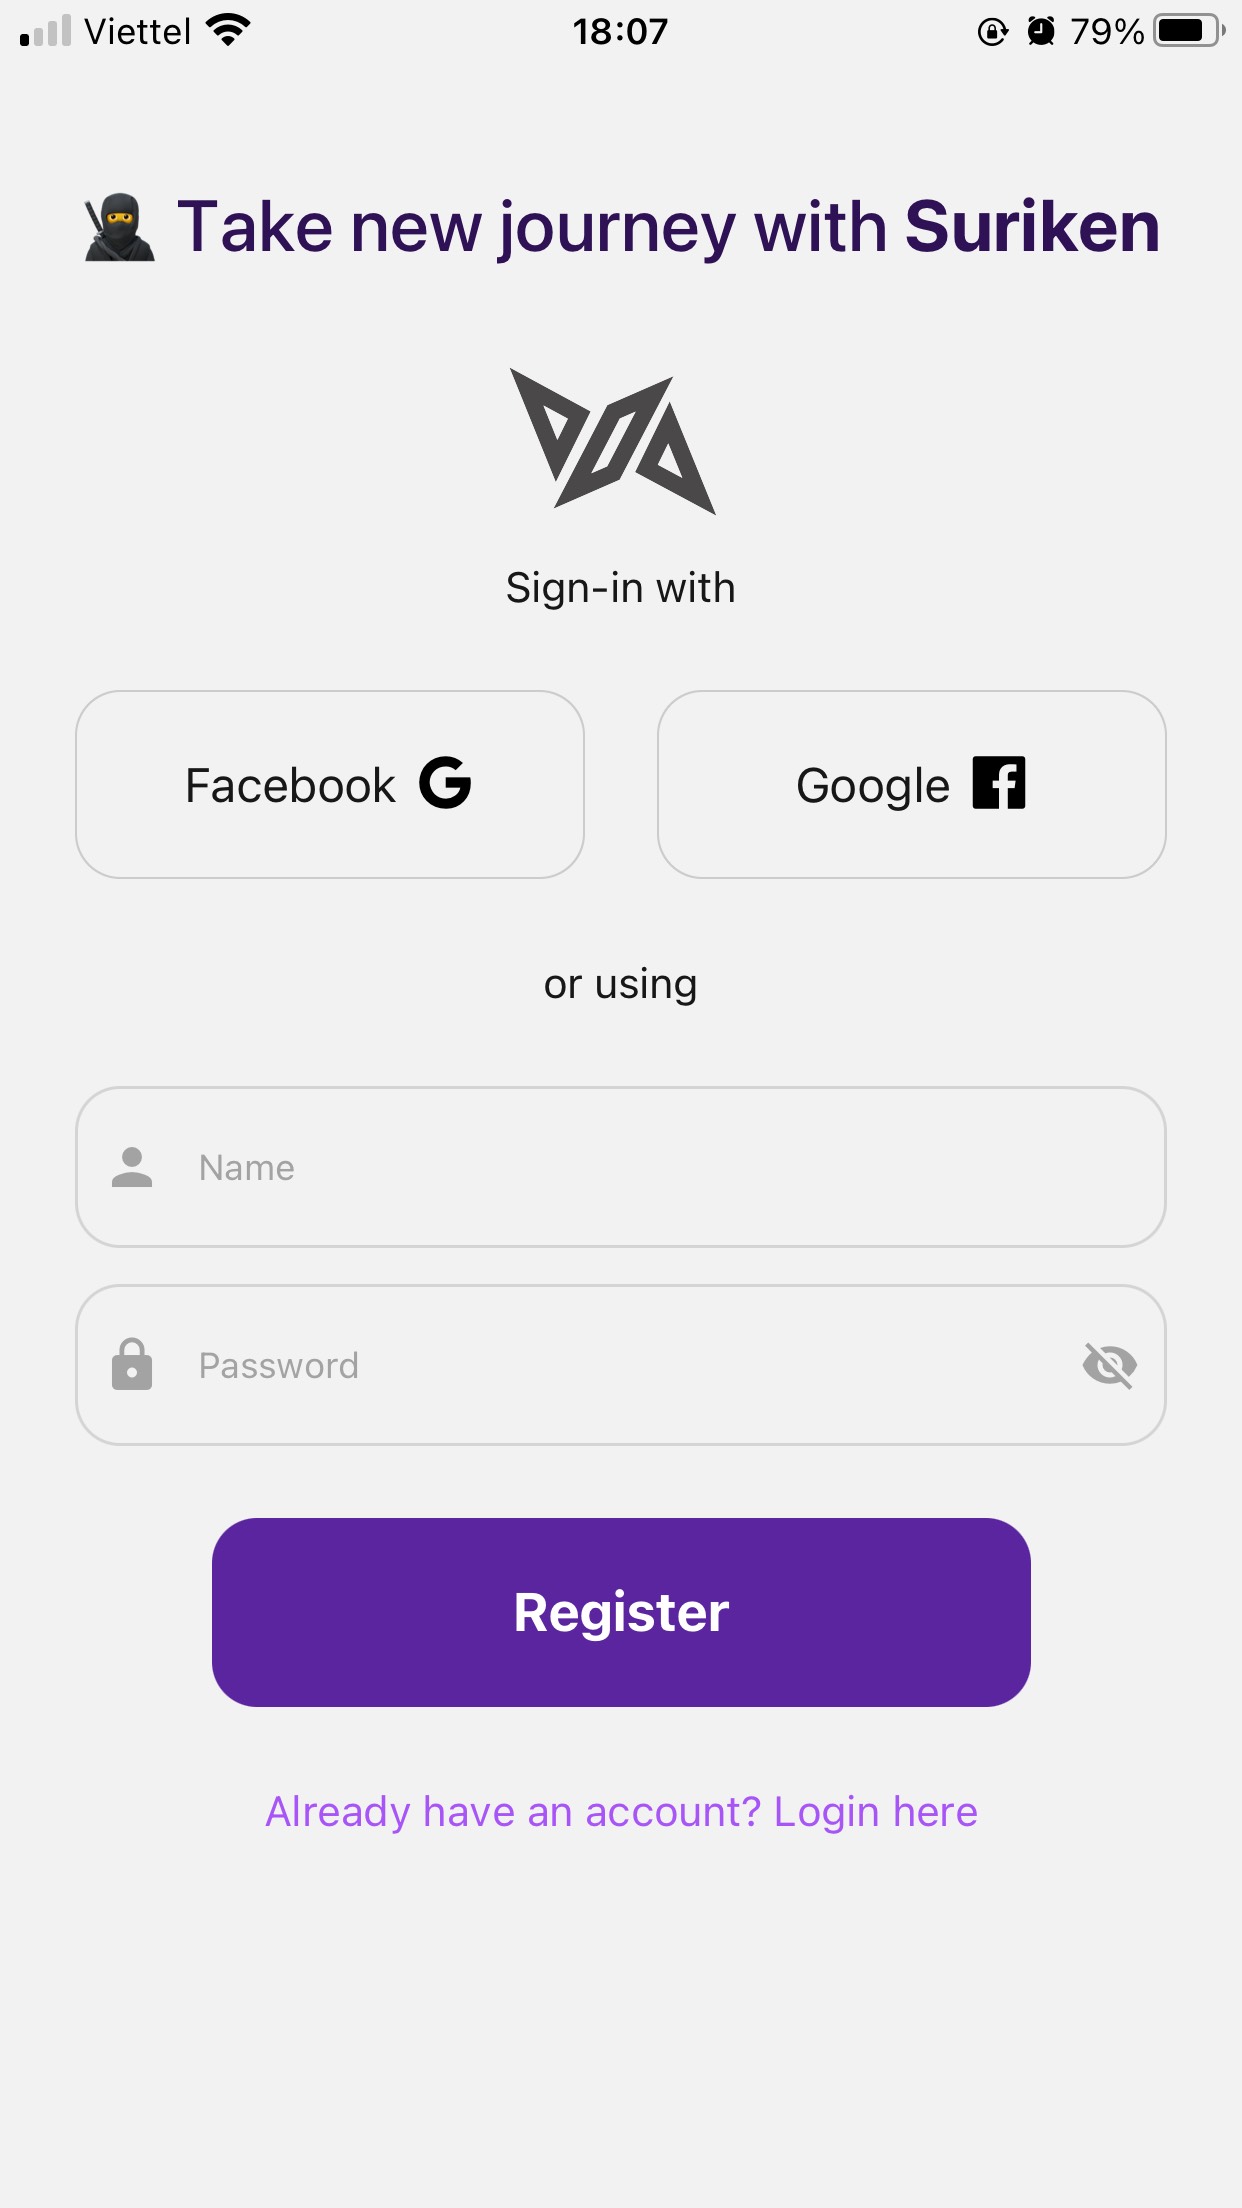 Viettel 18:07 79%
Take new journey with Suriken
Sign-in with
Facebook Google
or using
Name
Password
Register
Already have an account? Login here